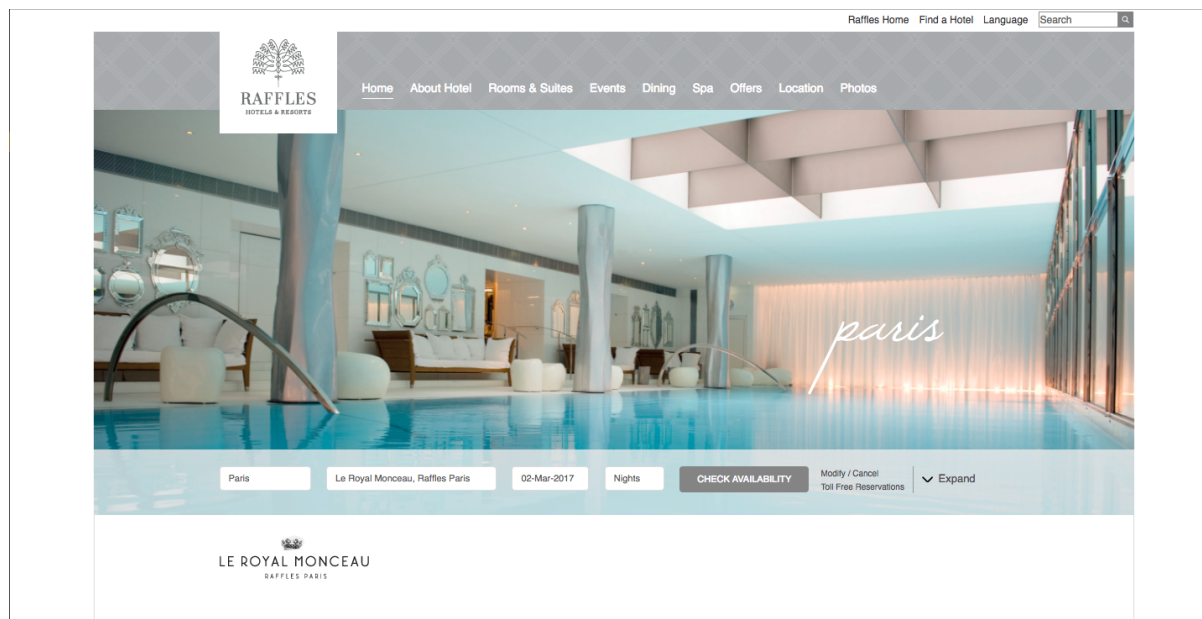 Raffles Home Find a Hotel Language Search
RAFFLES
HOTELS & RESORTS
Home About Hotel Rooms & Suites Events Dining Spa Offers Location Photos
paris
Paris Le Royal Monceau, Raffles Paris 02-Mar-2017 Nights CHECK AVAILABILITY
Modify / Cancel
Toll Free Reservations
Expand
LE ROYAL MONCEAU
RAFFLES PARIS